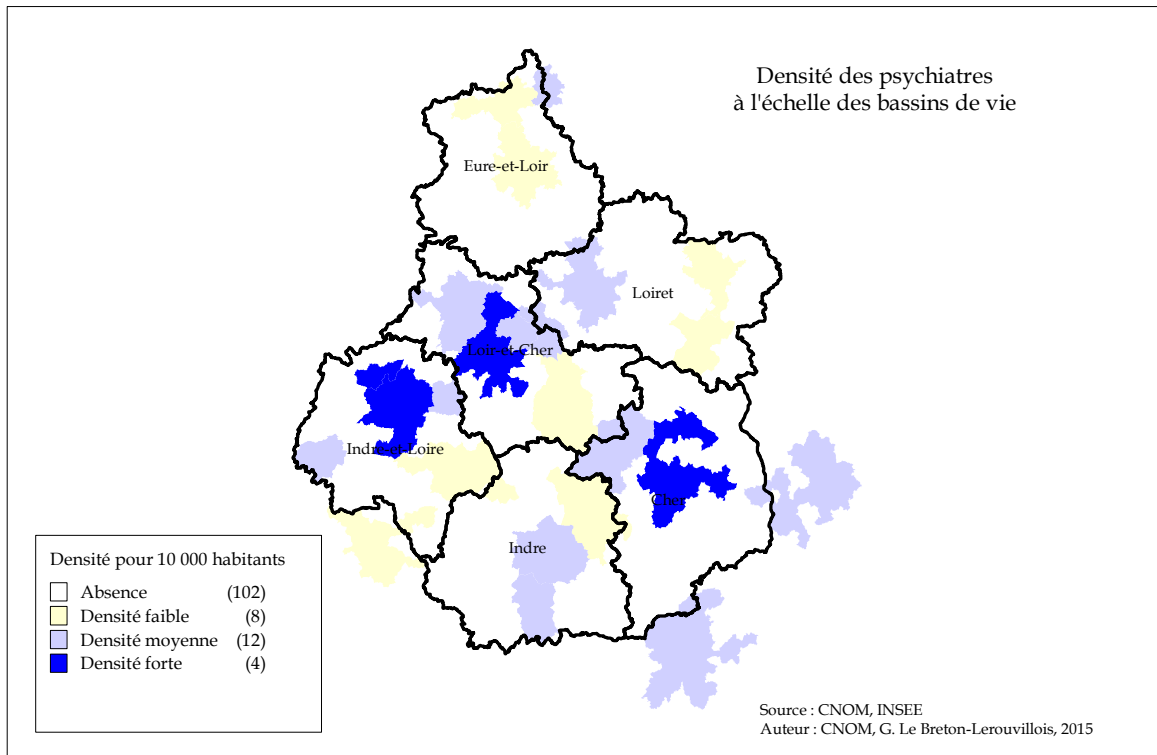 Densité des psychiatres
à l'échelle des bassins de vie
Eure-et-Loir
Loiret
Loir-et-Cher
Indre-et-Loire
Cher
Indre
Densité pour 10 000 habitants
Absence (102)
Densité faible (8)
Densité moyenne (12)
Densité forte (4)
Source : CNOM, INSEE
Auteur : CNOM, G. Le Breton-Lerouvillois, 2015